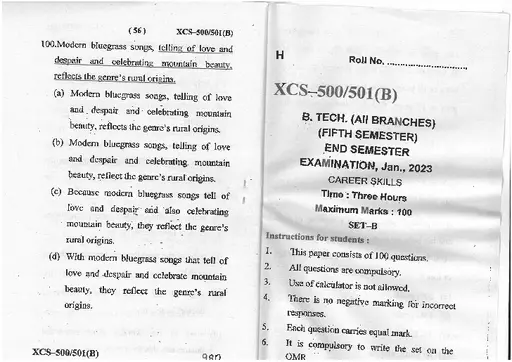 ( 56 ) XCS-500/501(B)
100.Modern bluegrass songs, telling of love and
despair and celebrating mountain beauty,
reflects the genre's rural origins.
(a) Modern bluegrass songs, telling of love
and despair and celebrating mountain
beauty, reflects the genre's rural origins.
(b) Modern bluegrass songs, telling of love
and despair and celebrating mountain
beauty, reflect the genre's rural origins.
(c) Because modern bluegrass songs tell of
love and despair and also celebrating
mountain beauty, they reflect the genre's
rural origins.
(d) With modern bluegrass songs that tell of
love and despair and celebrate mountain
beauty, they reflect the genre's rural
origins.
XCS-500/501(B) 980
H Roll No. ..............................
XCS-500/501(B)
B. TECH. (All BRANCHES)
(FIFTH SEMESTER)
END SEMESTER
EXAMINATION, Jan., 2023
CAREER SKILLS
Time : Three Hours
Maximum Marks : 100
SET-B
Instructions for students :
1. This paper consists of 100 questions.
2. All questions are compulsory.
3. Use of calculator is not allowed.
4. There is no negative marking for incorrect
responses.
5. Each question carries equal mark.
6. It is compulsory to write the set on the
OMR